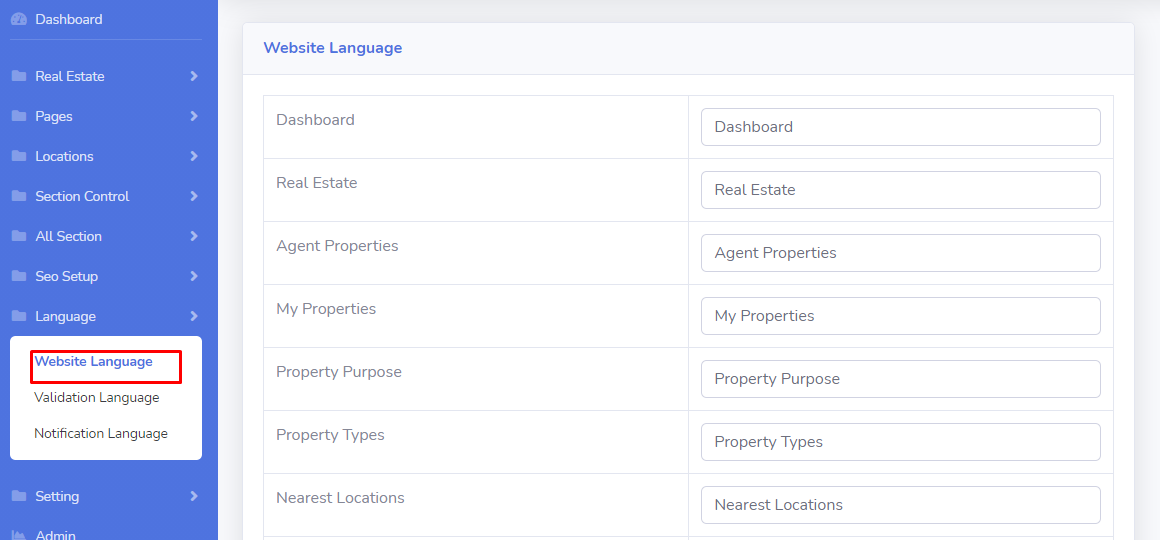 Dashboard
Real Estate
Pages
Locations
Section Control
All Section
Seo Setup
Language
Website Language
Validation Language
Notification Language
Setting
Admin
Website Language
Dashboard Dashboard
Real Estate Real Estate
Agent Properties Agent Properties
My Properties My Properties
Property Purpose Property Purpose
Property Types Property Types
Nearest Locations Nearest Locations